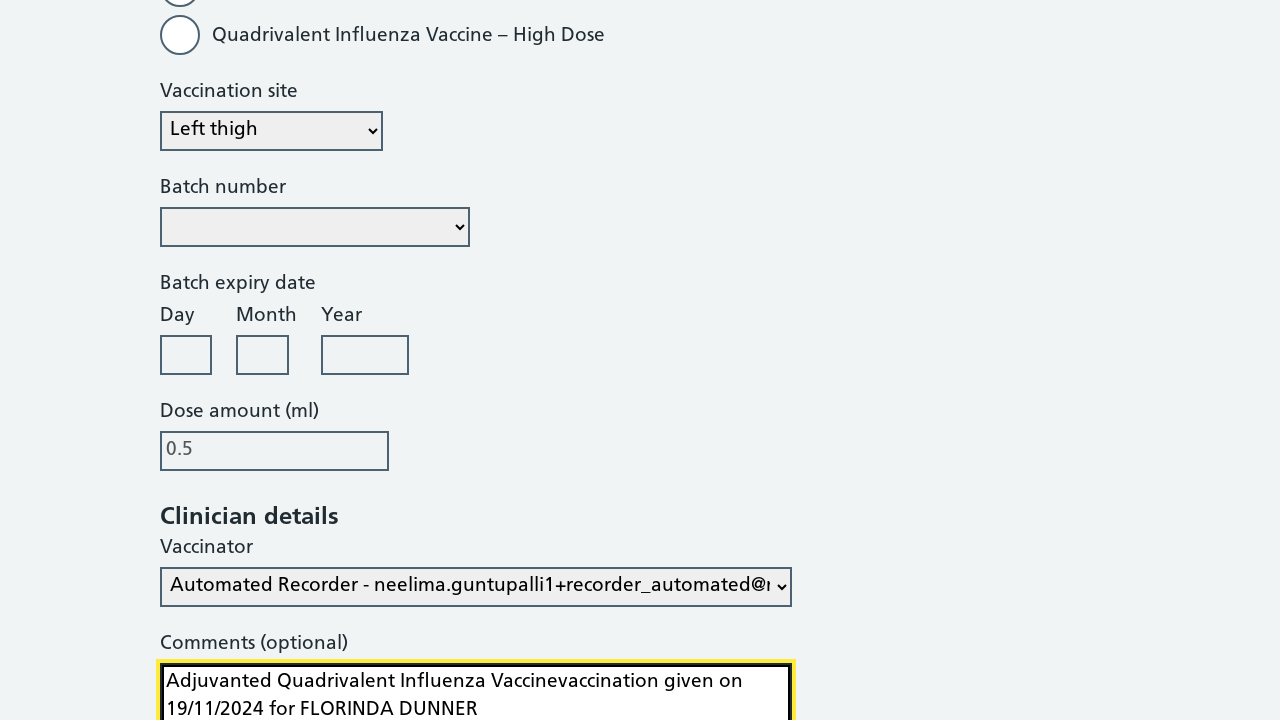 Quadrivalent Influenza Vaccine – High Dose
Vaccination site
Left thigh
Batch number
Batch expiry date
Day Month Year
Dose amount (ml)
0.5
Clinician details
Vaccinator
Automated Recorder - neelima.guntupalli1+recorder_automated@
Comments (optional)
Adjuvanted Quadrivalent Influenza Vaccinevaccination given on
19/11/2024 for FLORINDA DUNNER